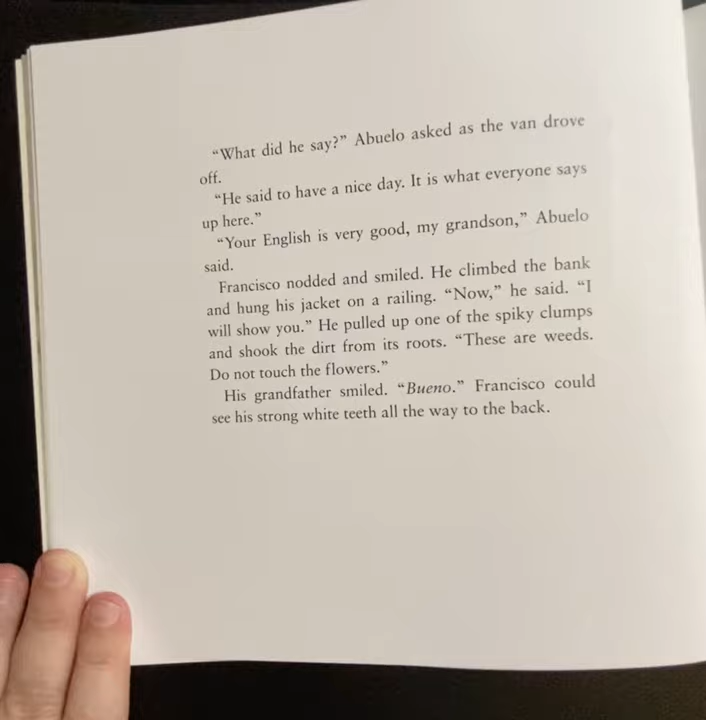 “What did he say?” Abuelo asked as the van drove
off.
“He said to have a nice day. It is what everyone says
up here.”
“Your English is very good, my grandson,” Abuelo
said.
Francisco nodded and smiled. He climbed the bank
and hung his jacket on a railing. “Now,” he said. “I
will show you.” He pulled up one of the spiky clumps
and shook the dirt from its roots. “These are weeds.
Do not touch the flowers.”
His grandfather smiled. “Bueno.” Francisco could
see his strong white teeth all the way to the back.